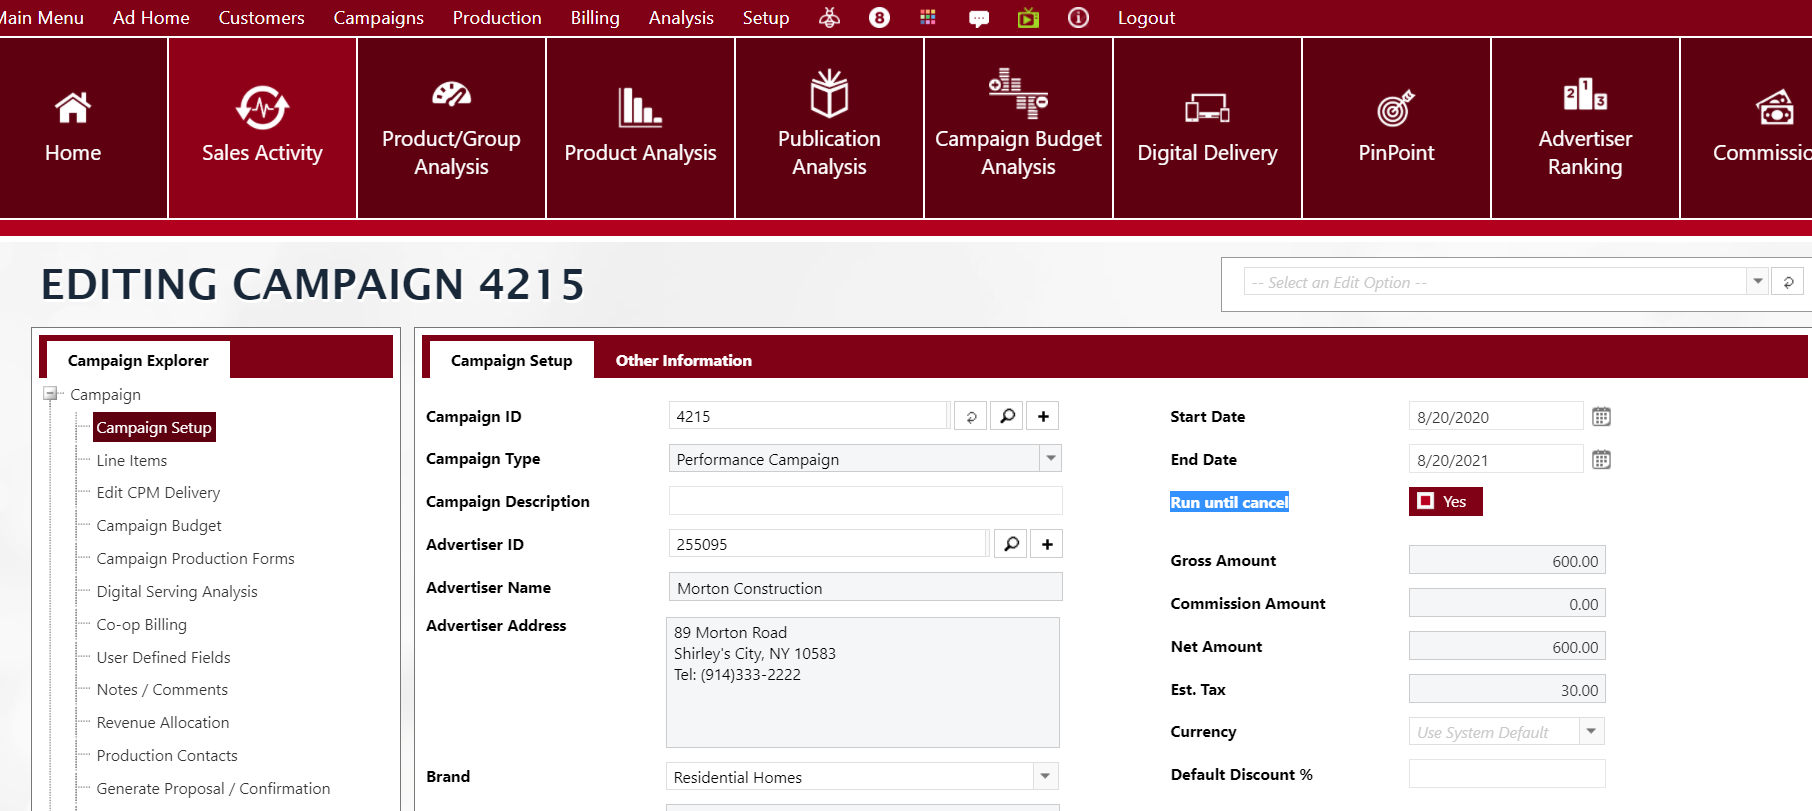 Main Menu Ad Home Customers Campaigns Production Billing Analysis Setup 8 Logout
Home
Sales Activity
Product/Group
Analysis
Product Analysis
Publication
Analysis
Campaign Budget
Analysis
Digital Delivery
PinPoint
2 1 3
Advertiser
Ranking
Commissio
EDITING CAMPAIGN 4215
-- Select an Edit Option --
Campaign Explorer
Campaign
Campaign Setup
Line Items
Edit CPM Delivery
Campaign Budget
Campaign Production Forms
Digital Serving Analysis
Co-op Billing
User Defined Fields
Notes / Comments
Revenue Allocation
Production Contacts
Generate Proposal / Confirmation
Campaign Setup Other Information
Campaign ID 4215
Campaign Type Performance Campaign
Campaign Description
Advertiser ID 255095
Advertiser Name Morton Construction
Advertiser Address 89 Morton Road
Shirley's City, NY 10583
Tel: (914)333-2222
Brand Residential Homes
Start Date 8/20/2020
End Date 8/20/2021
Run until cancel Yes
Gross Amount 600.00
Commission Amount 0.00
Net Amount 600.00
Est. Tax 30.00
Currency Use System Default
Default Discount %